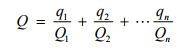 Q = q₁/Q₁ + q₂/Q₂ + ⋯ qₙ/Qₙ